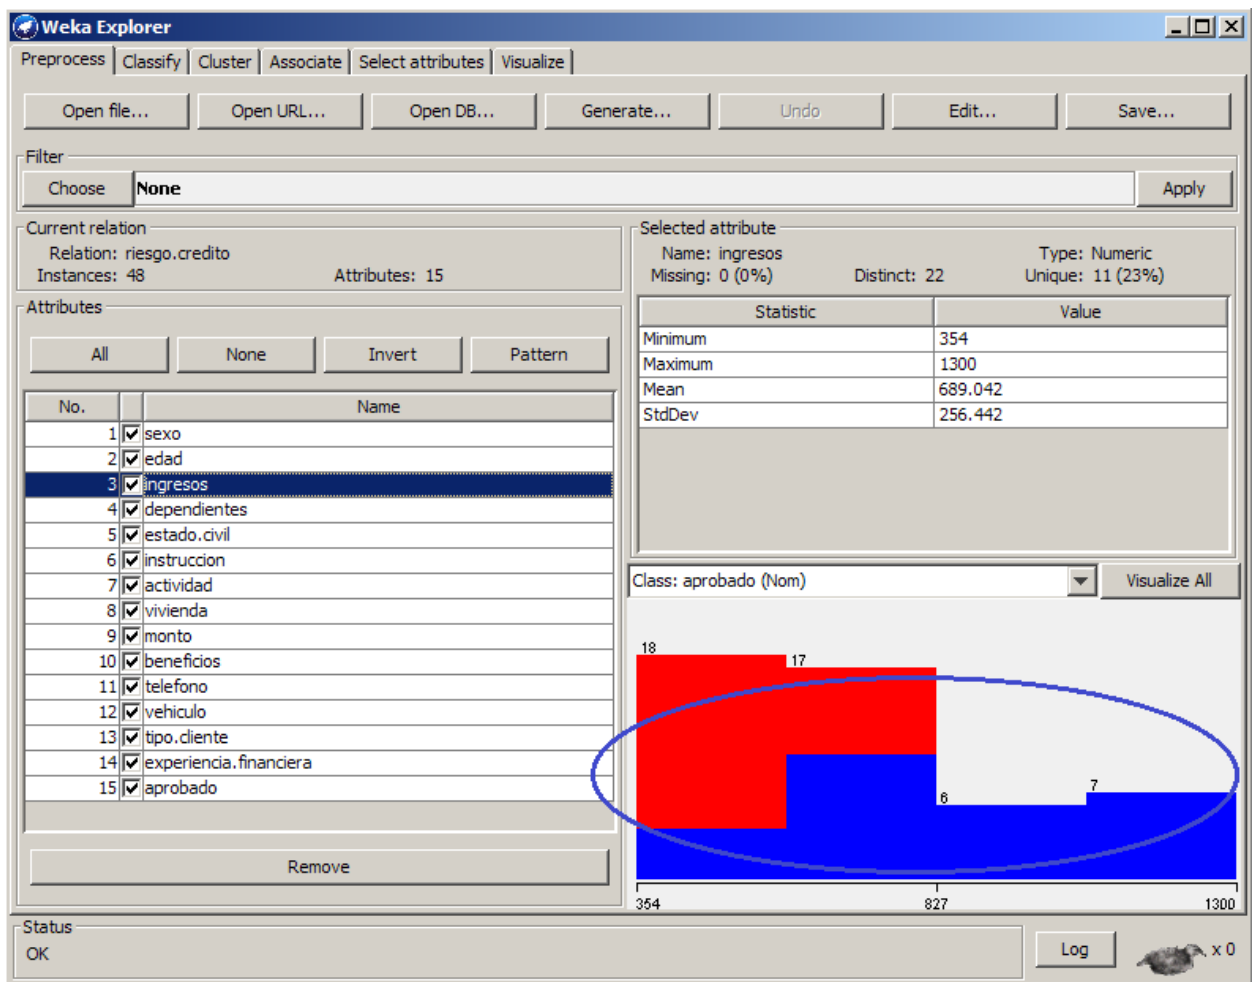 Weka Explorer
Preprocess Classify Cluster Associate Select attributes Visualize
Open file... Open URL... Open DB... Generate... Undo Edit... Save...
Filter
Choose None Apply
Current relation
Relation: riesgo.credito
Instances: 48 Attributes: 15
Attributes
All None Invert Pattern
No. Name
1 sexo
2 edad
3 ingresos
4 dependientes
5 estado.civil
6 instruccion
7 actividad
8 vivienda
9 monto
10 beneficios
11 telefono
12 vehiculo
13 tipo.cliente
14 experiencia.financiera
15 aprobado
Remove
Selected attribute
Name: ingresos Type: Numeric
Missing: 0 (0%) Distinct: 22 Unique: 11 (23%)
Statistic Value
Minimum 354
Maximum 1300
Mean 689.042
StdDev 256.442
Class: aprobado (Nom) Visualize All
18
17
6
7
354 827 1300
Status
OK
Log x 0